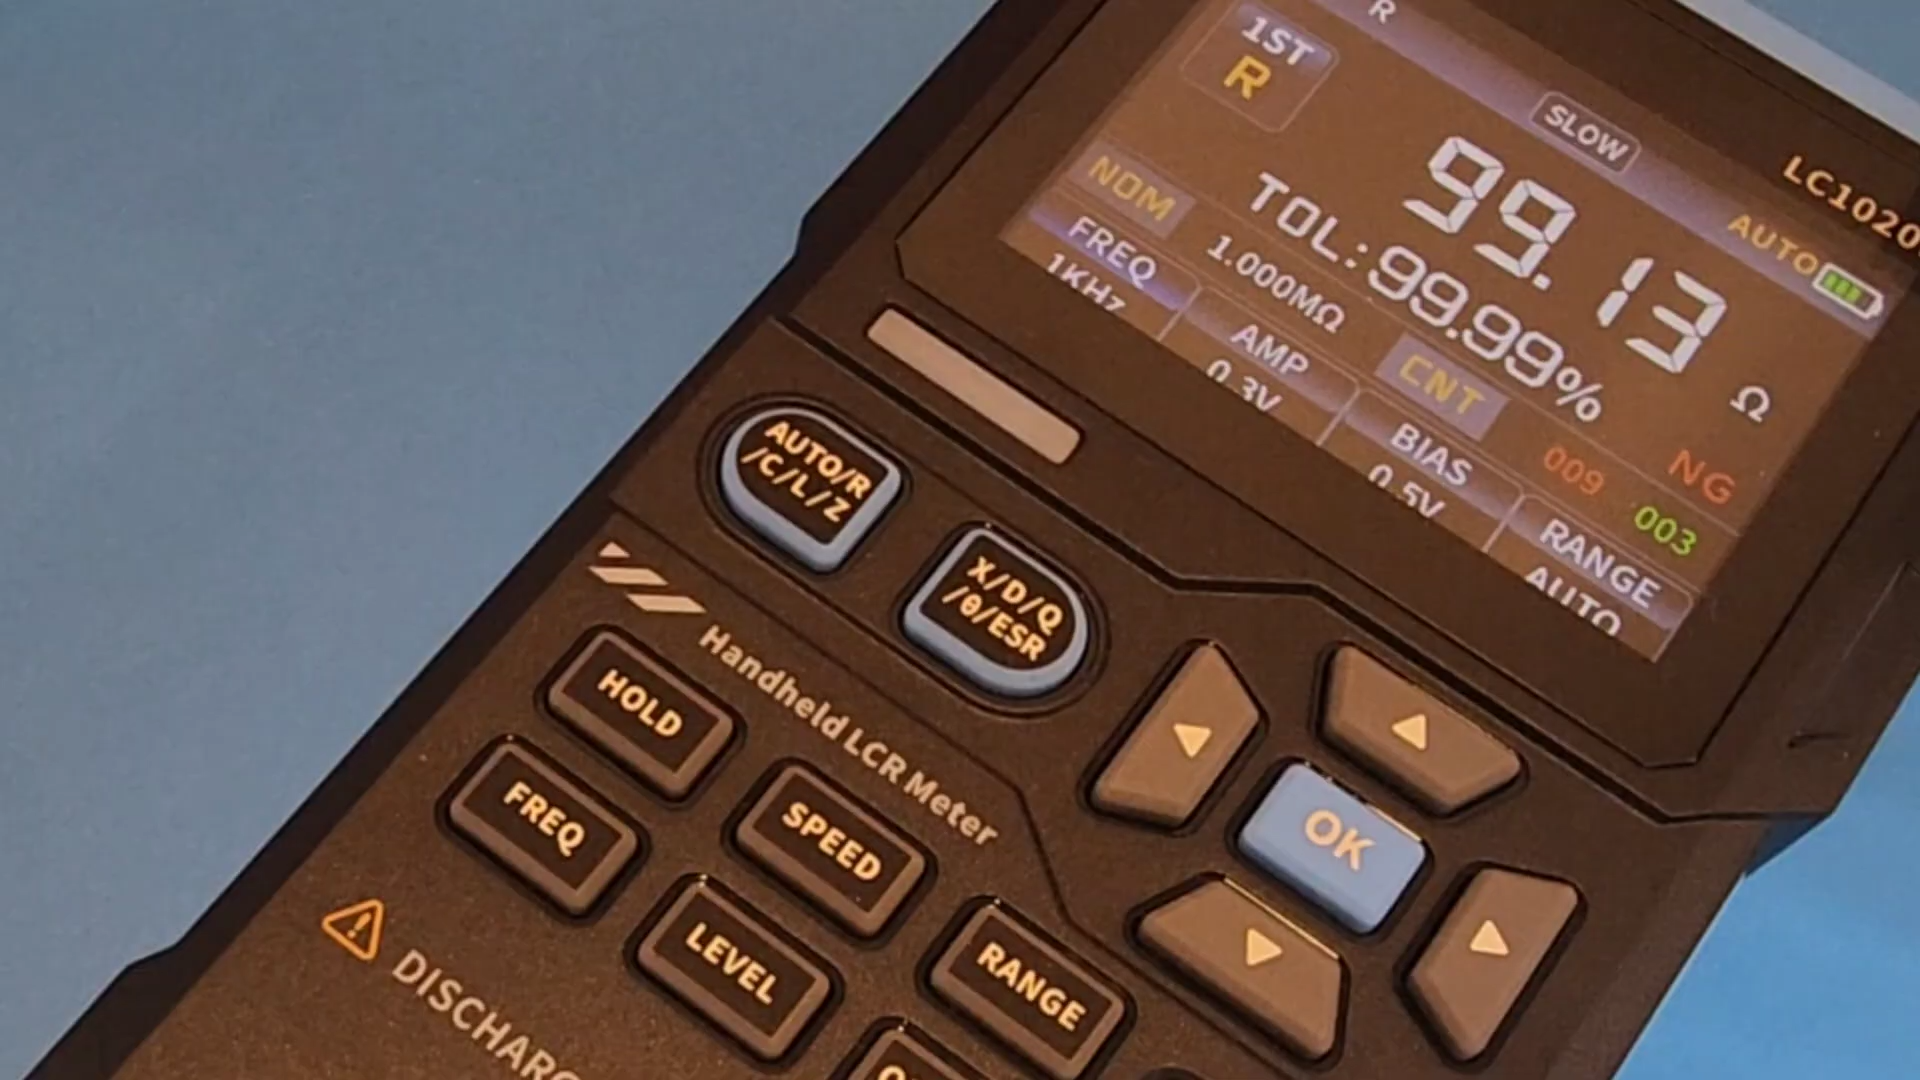 R
LC1020
1ST
R
SLOW
AUTO
99.13
Ω
TOL:99.99%
NOM
1.000MΩ
CNT
009
NG
003
FREQ
1KHz
AMP
0.3V
BIAS
0.5V
RANGE
AUTO
AUTO/R
/C/L/Z
X/D/Q
/θ/ESR
Handheld LCR Meter
HOLD
FREQ
SPEED
OK
LEVEL
RANGE
DISCHARG